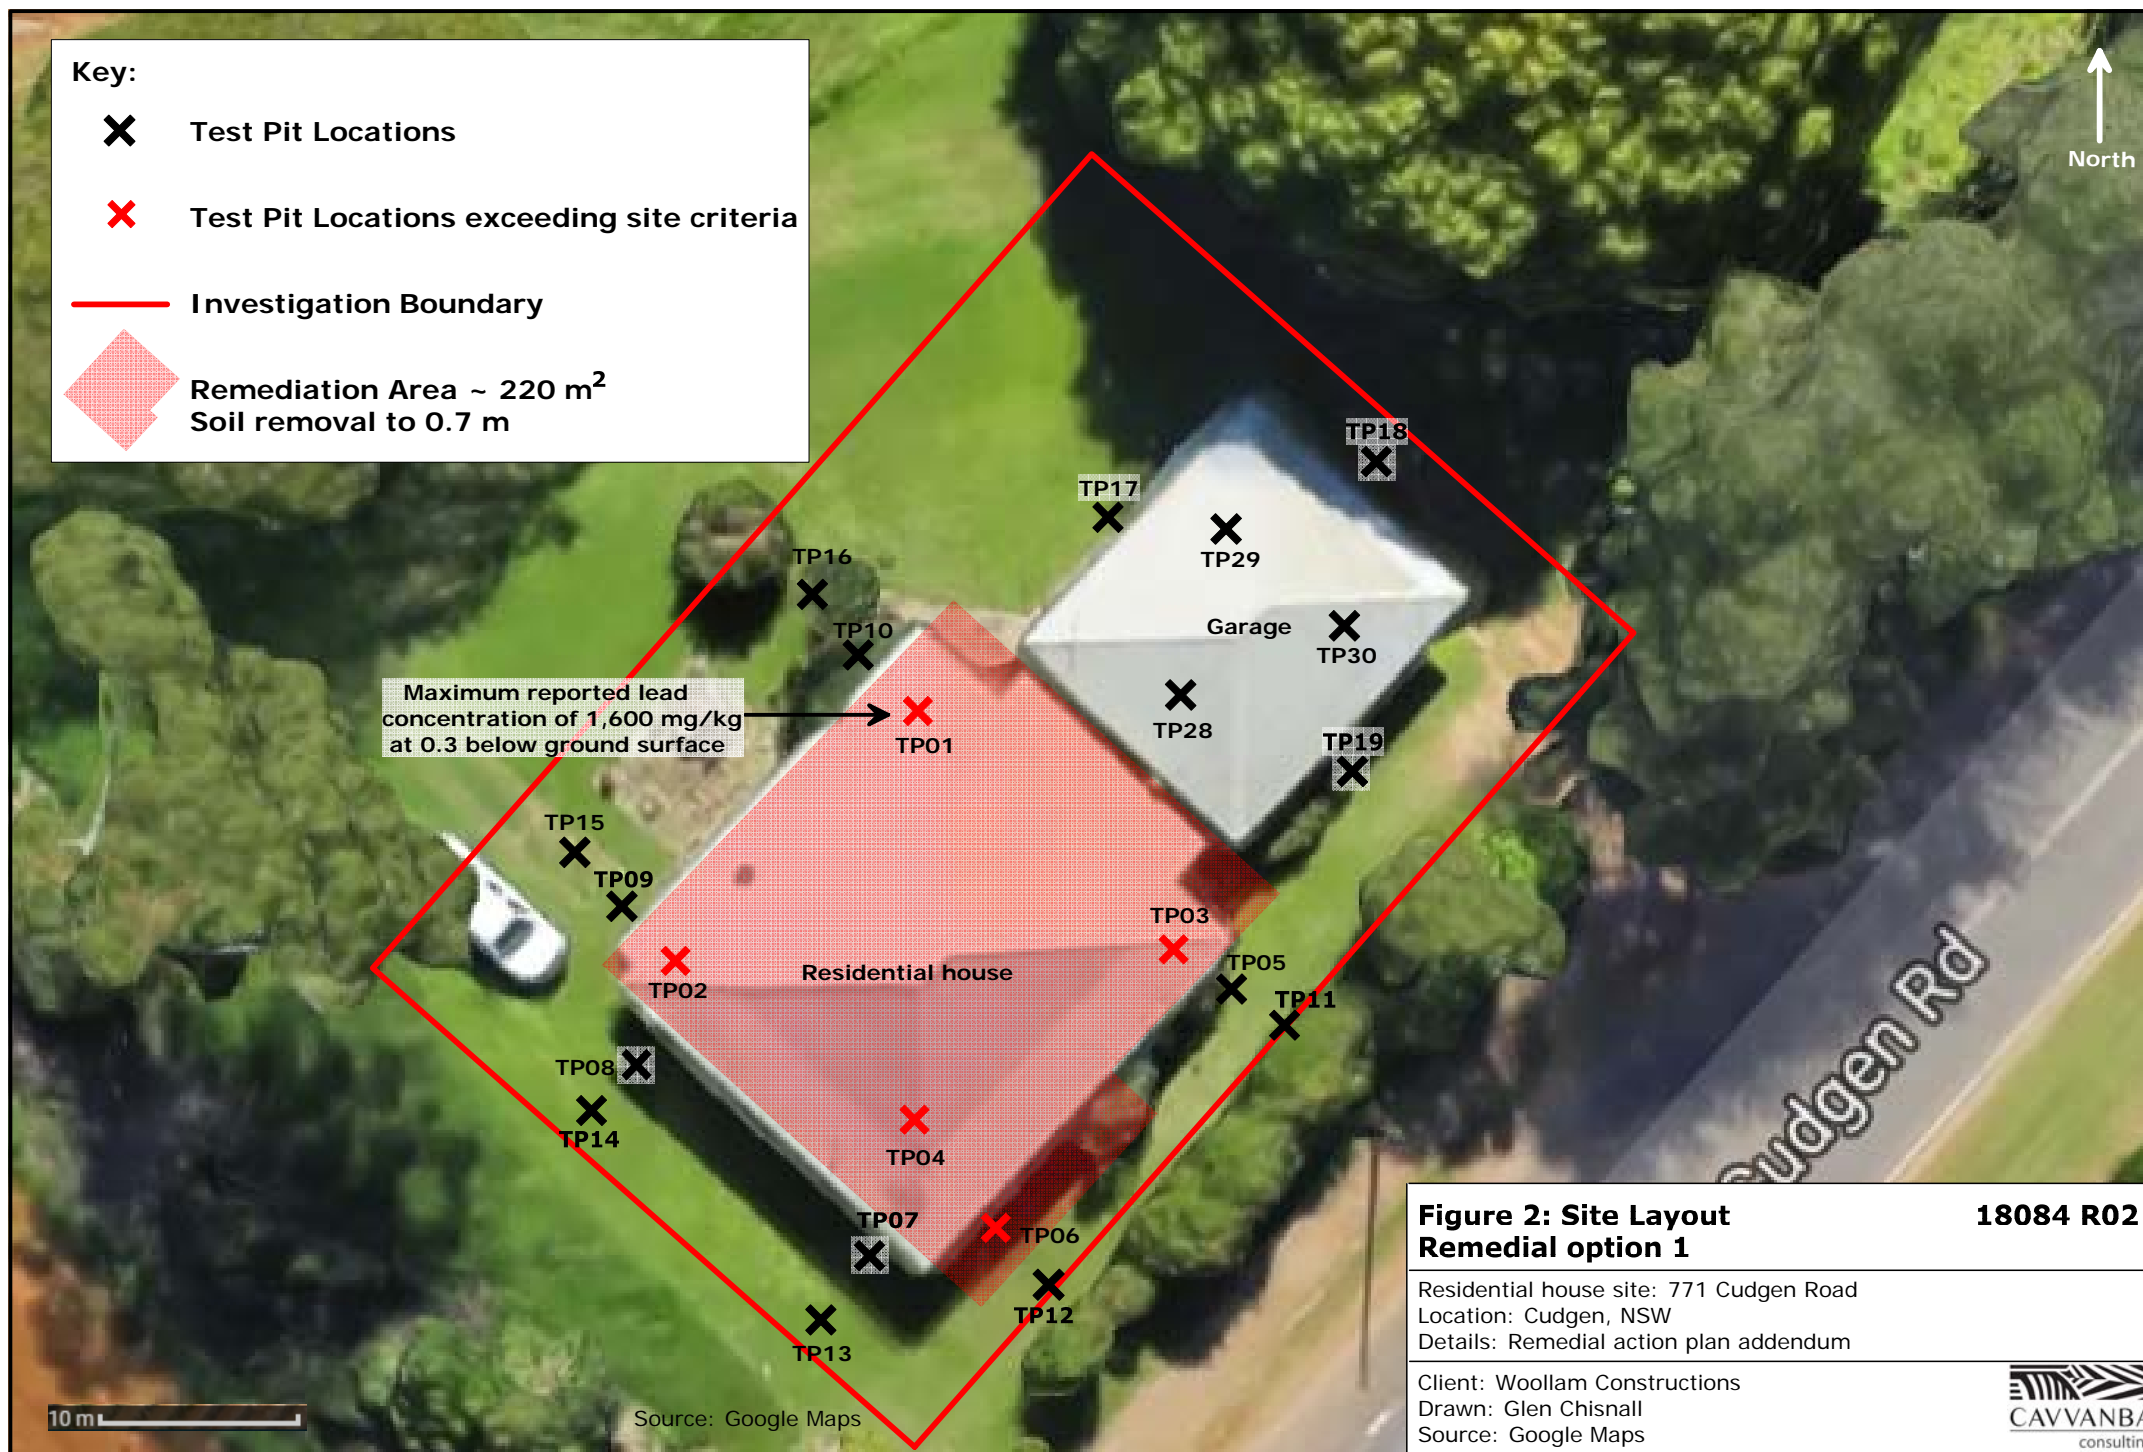 Key:
Test Pit Locations
Test Pit Locations exceeding site criteria
Investigation Boundary
Remediation Area ~ 220 m²
Soil removal to 0.7 m
North
TP18
TP17
TP29
TP16
Garage
TP10
TP30
Maximum reported lead
concentration of 1,600 mg/kg
at 0.3 below ground surface
TP01
TP28
TP19
TP15
TP09
TP03
TP05
Residential house
TP02
TP11
TP08
TP14
TP04
TP07
TP06
TP12
TP13
Cudgen Rd
10 m
Source: Google Maps
Figure 2: Site Layout 18084 R02
Remedial option 1
Residential house site: 771 Cudgen Road
Location: Cudgen, NSW
Details: Remedial action plan addendum
Client: Woollam Constructions
Drawn: Glen Chisnall
Source: Google Maps
CAVVANBA
consulting